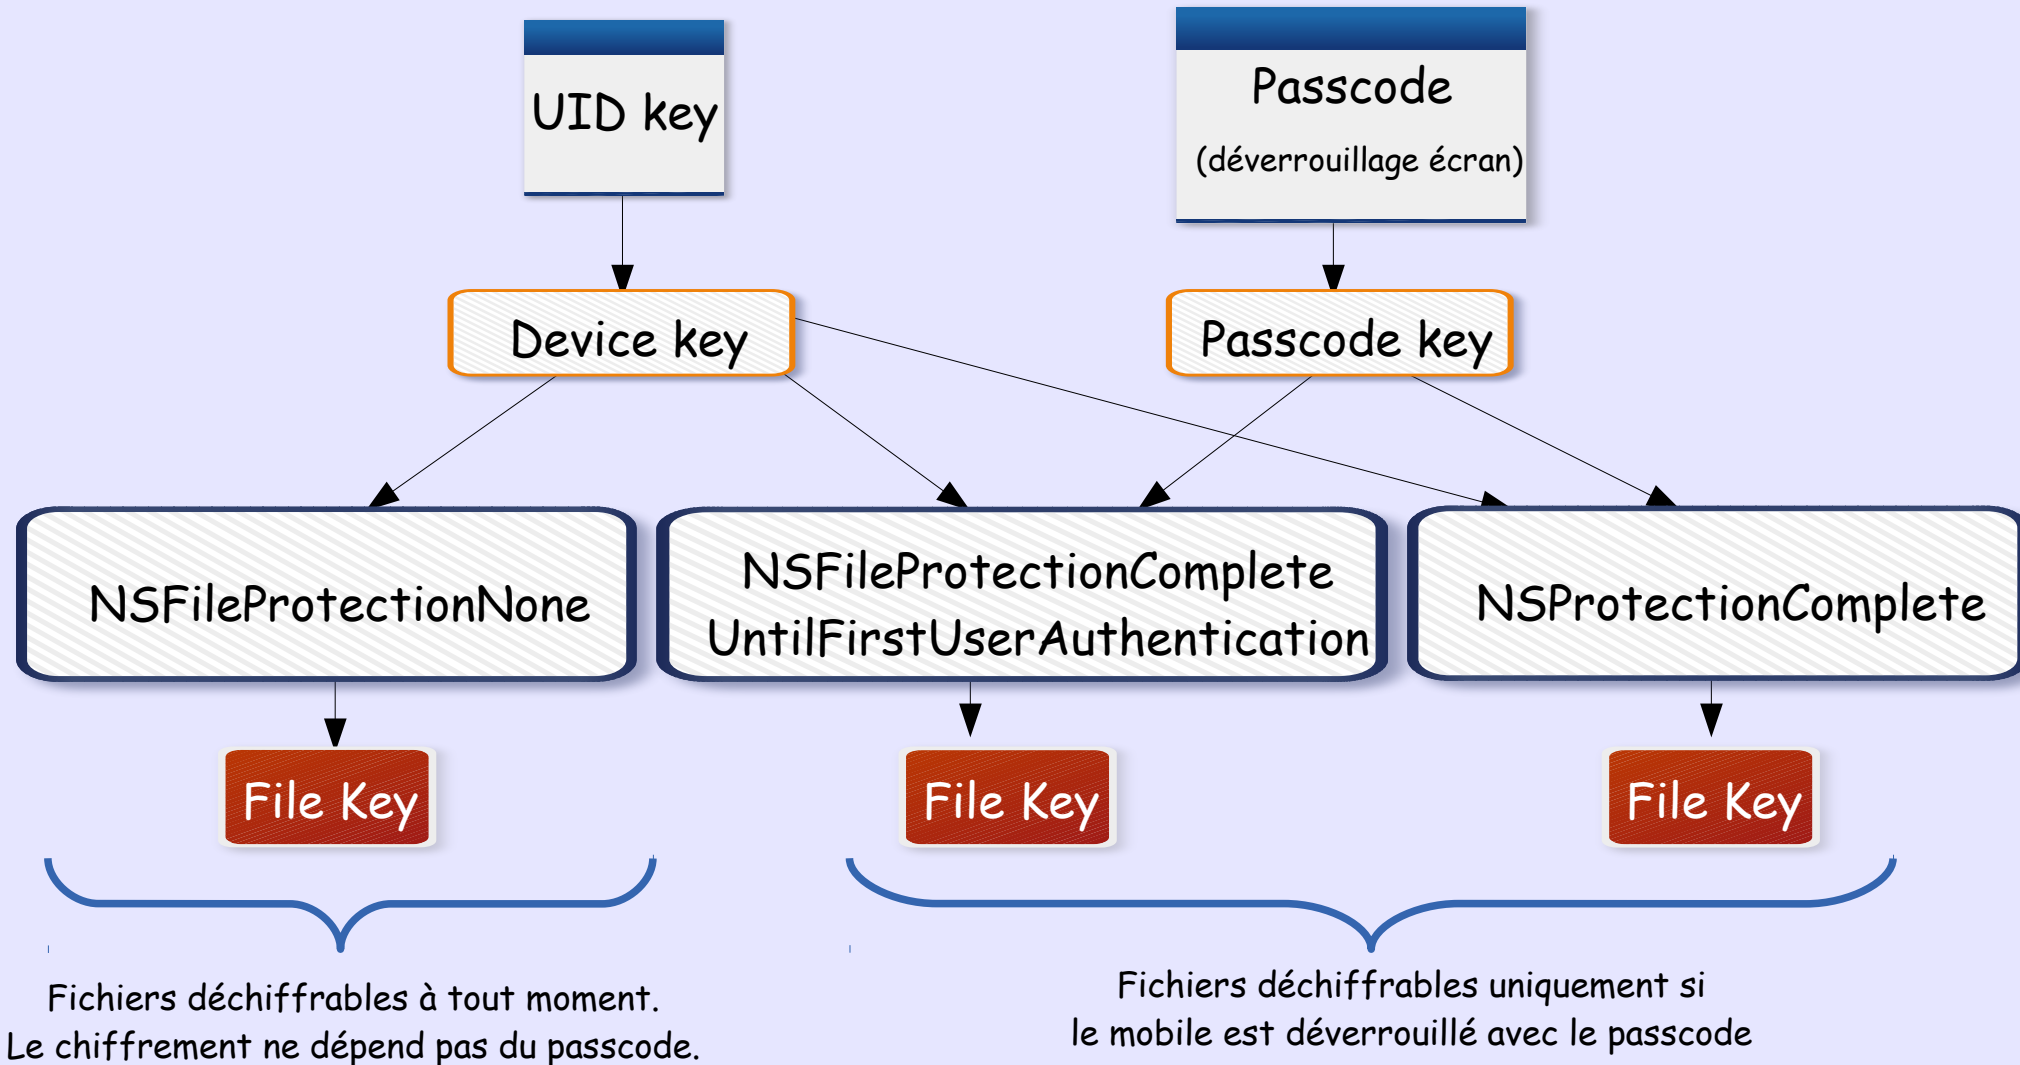 UID key
Passcode
(déverrouillage écran)
Device key
Passcode key
NSFileProtectionNone
NSFileProtectionComplete
UntilFirstUserAuthentication
NSProtectionComplete
File Key
File Key
File Key
Fichiers déchiffrables à tout moment.
Le chiffrement ne dépend pas du passcode.
Fichiers déchiffrables uniquement si
le mobile est déverrouillé avec le passcode